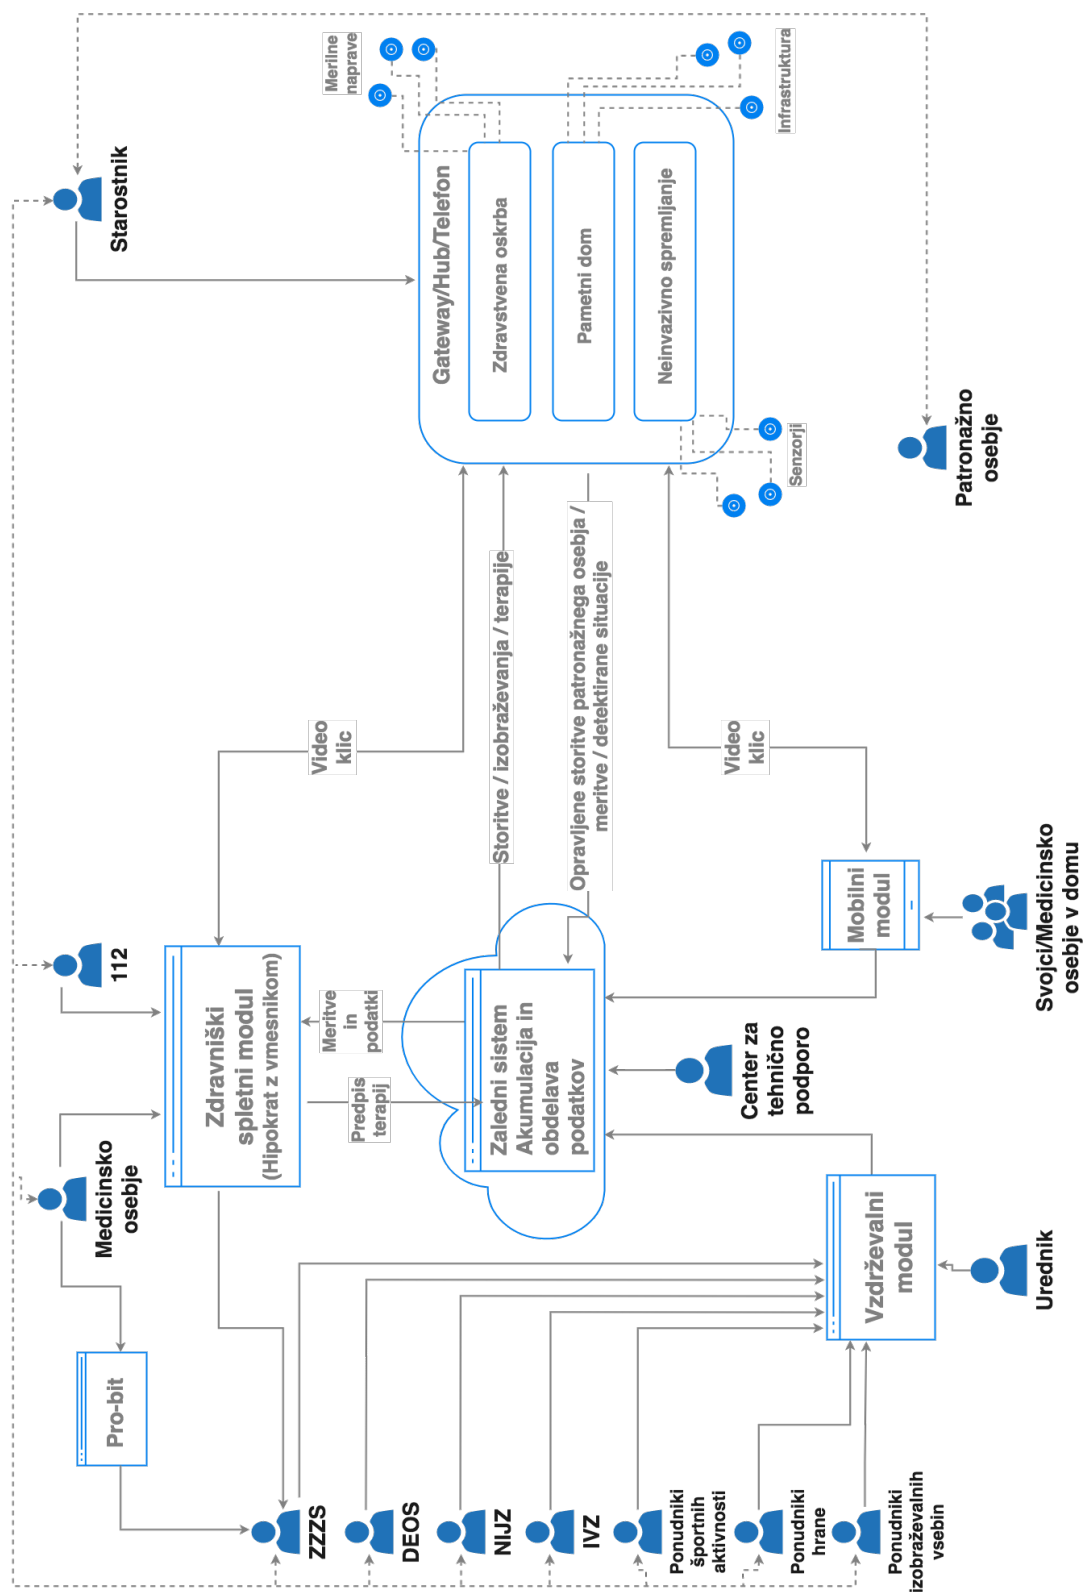 ZZZS
DEOS
NIJZ
IVZ
Ponudniki
športnih
aktivnosti
Ponudniki
hrane
Ponudniki
izobraževalnih
vsebin
Pro-bit
Medicinsko
osebje
112
Starostnik
Zdravniški
spletni modul
(Hipokrat z vmesnikom)
Video
klic
Predpis
terapij
Meritve
in
podatki
Zaledni sistem
Akumulacija in
obdelava
podatkov
Storitve / izobraževanja / terapije
Opravljene storitve patronažnega osebja /
meritve / detektirane situacije
Gateway/Hub/Telefon
Zdravstvena oskrba
Pametni dom
Neinvazivno spremljanje
Merilne
naprave
Infrastruktura
Senzorji
Video
klic
Vzdrževalni
modul
Urednik
Center za
tehnično
podporo
Mobilni
modul
Svojci/Medicinsko
osebje v domu
Patronažno
osebje